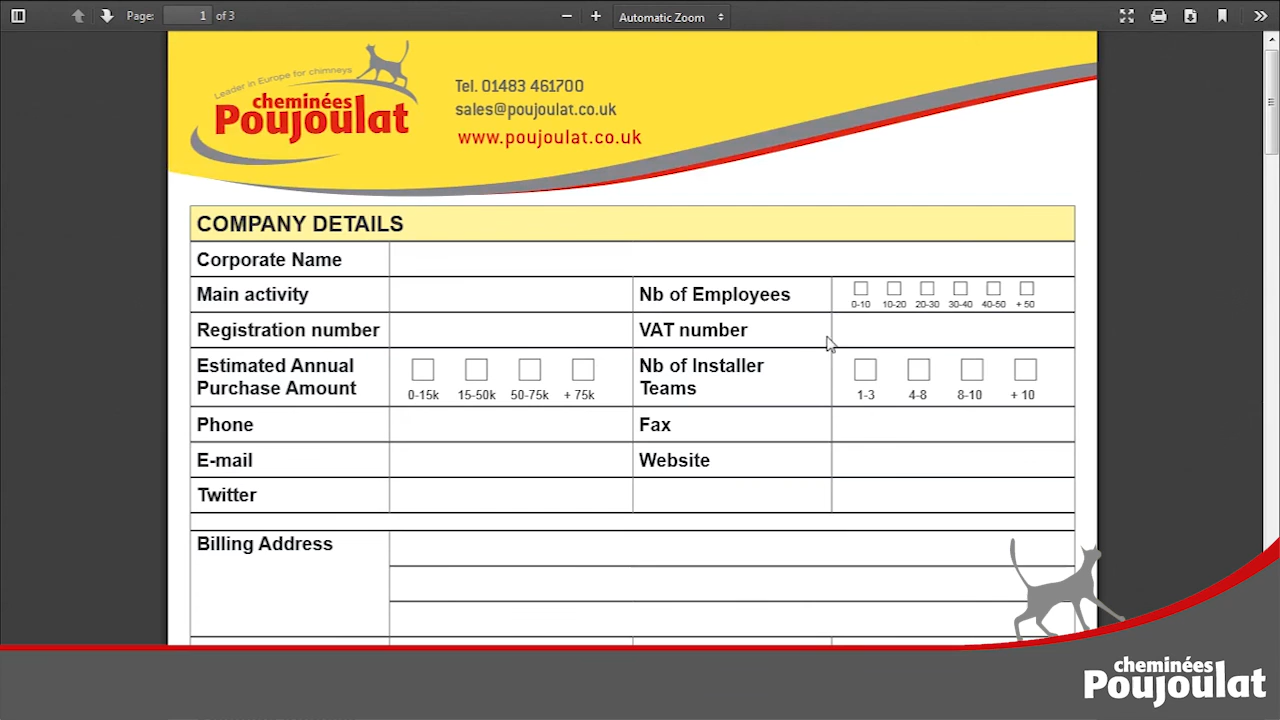 Page: 1 of 3
Automatic Zoom
Leader in Europe for chimneys
cheminées
Poujoulat
Tel. 01483 461700
sales@poujoulat.co.uk
www.poujoulat.co.uk
COMPANY DETAILS
Corporate Name
Main activity
Nb of Employees
0-10 10-20 20-30 30-40 40-50 + 50
Registration number
VAT number
Estimated Annual
Purchase Amount
0-15k 15-50k 50-75k + 75k
Nb of Installer
Teams
1-3 4-8 8-10 + 10
Phone
Fax
E-mail
Website
Twitter
Billing Address
cheminées
Poujoulat